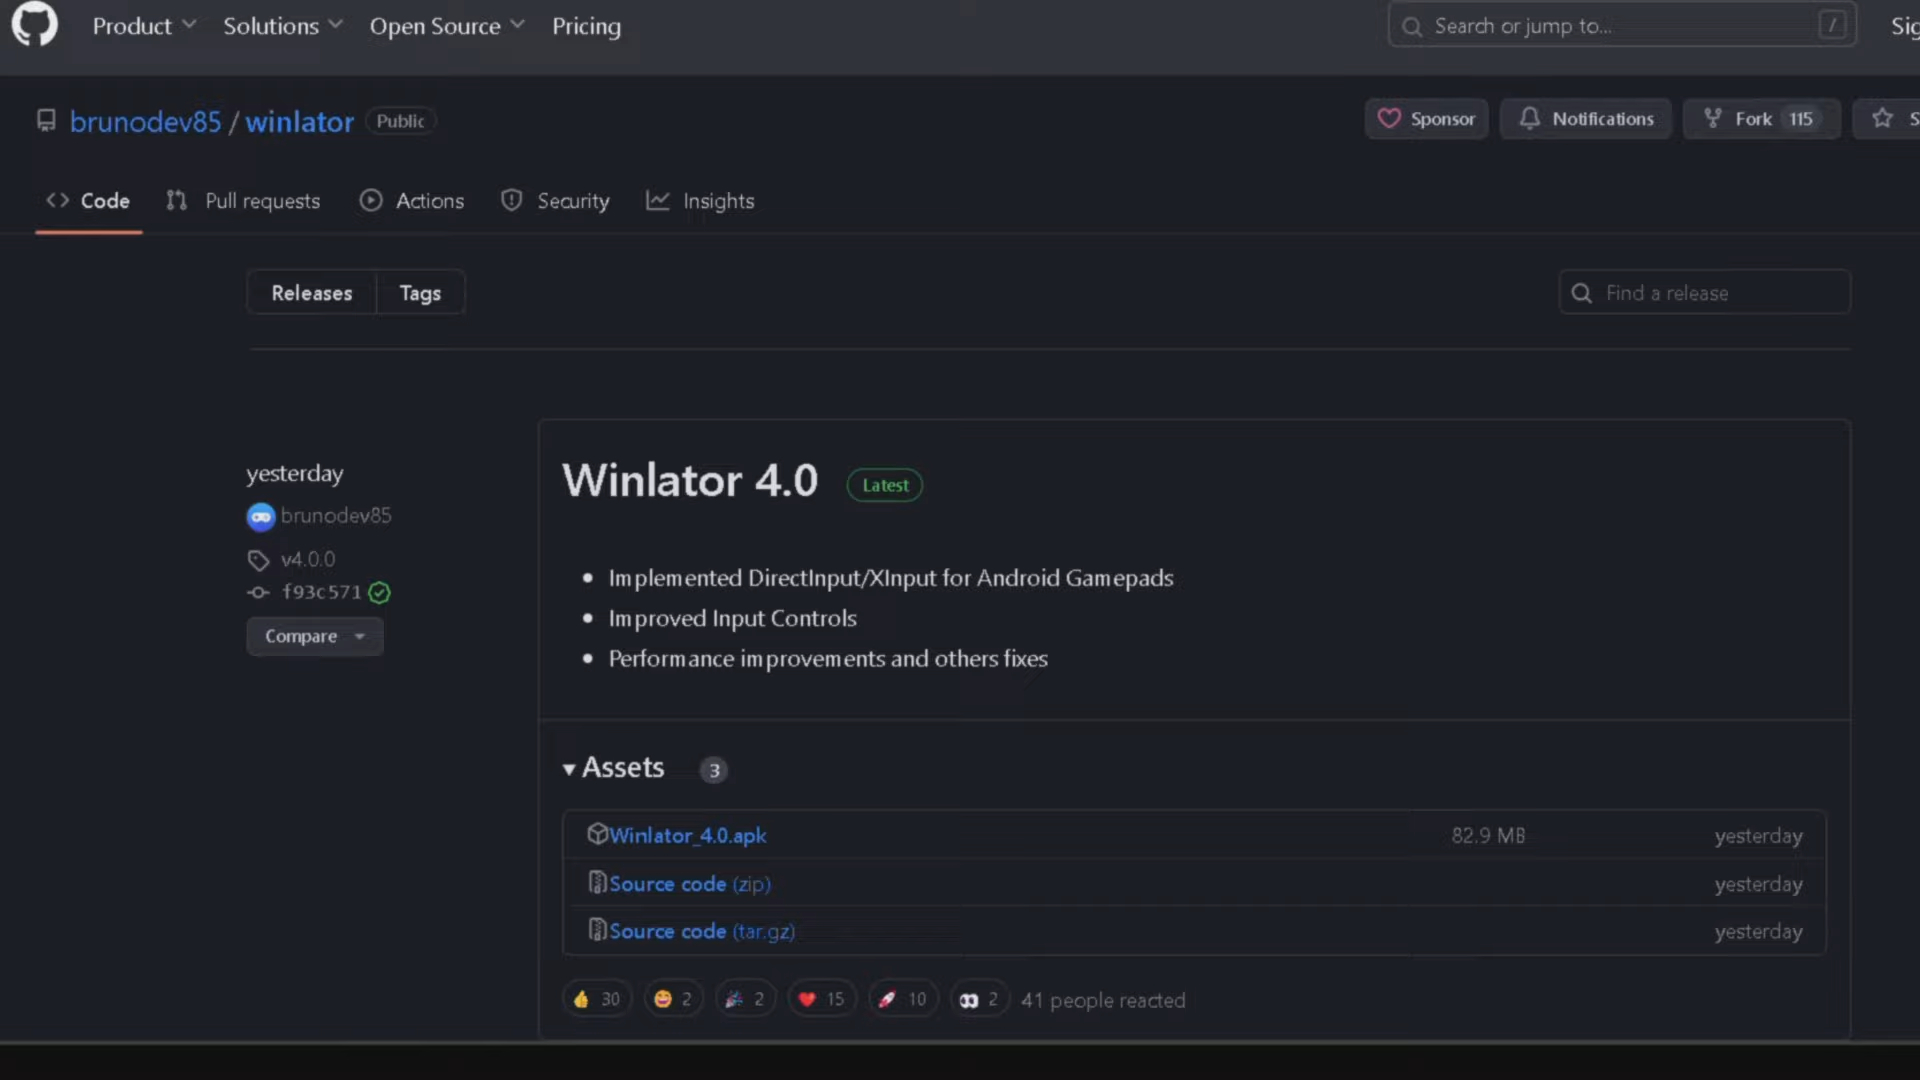 Product Solutions Open Source Pricing Search or jump to... /
brunodev85 / winlator Public Sponsor Notifications Fork 115
Code Pull requests Actions Security Insights
Releases Tags Find a release
yesterday
brunodev85
v4.0.0
f93c571
Compare
Winlator 4.0 Latest
• Implemented DirectInput/XInput for Android Gamepads
• Improved Input Controls
• Performance improvements and others fixes
Assets 3
Winlator_4.0.apk 82.9 MB yesterday
Source code (zip) yesterday
Source code (tar.gz) yesterday
👍 30 😄 2 🎉 2 ❤️ 15 🚀 10 👀 2 41 people reacted